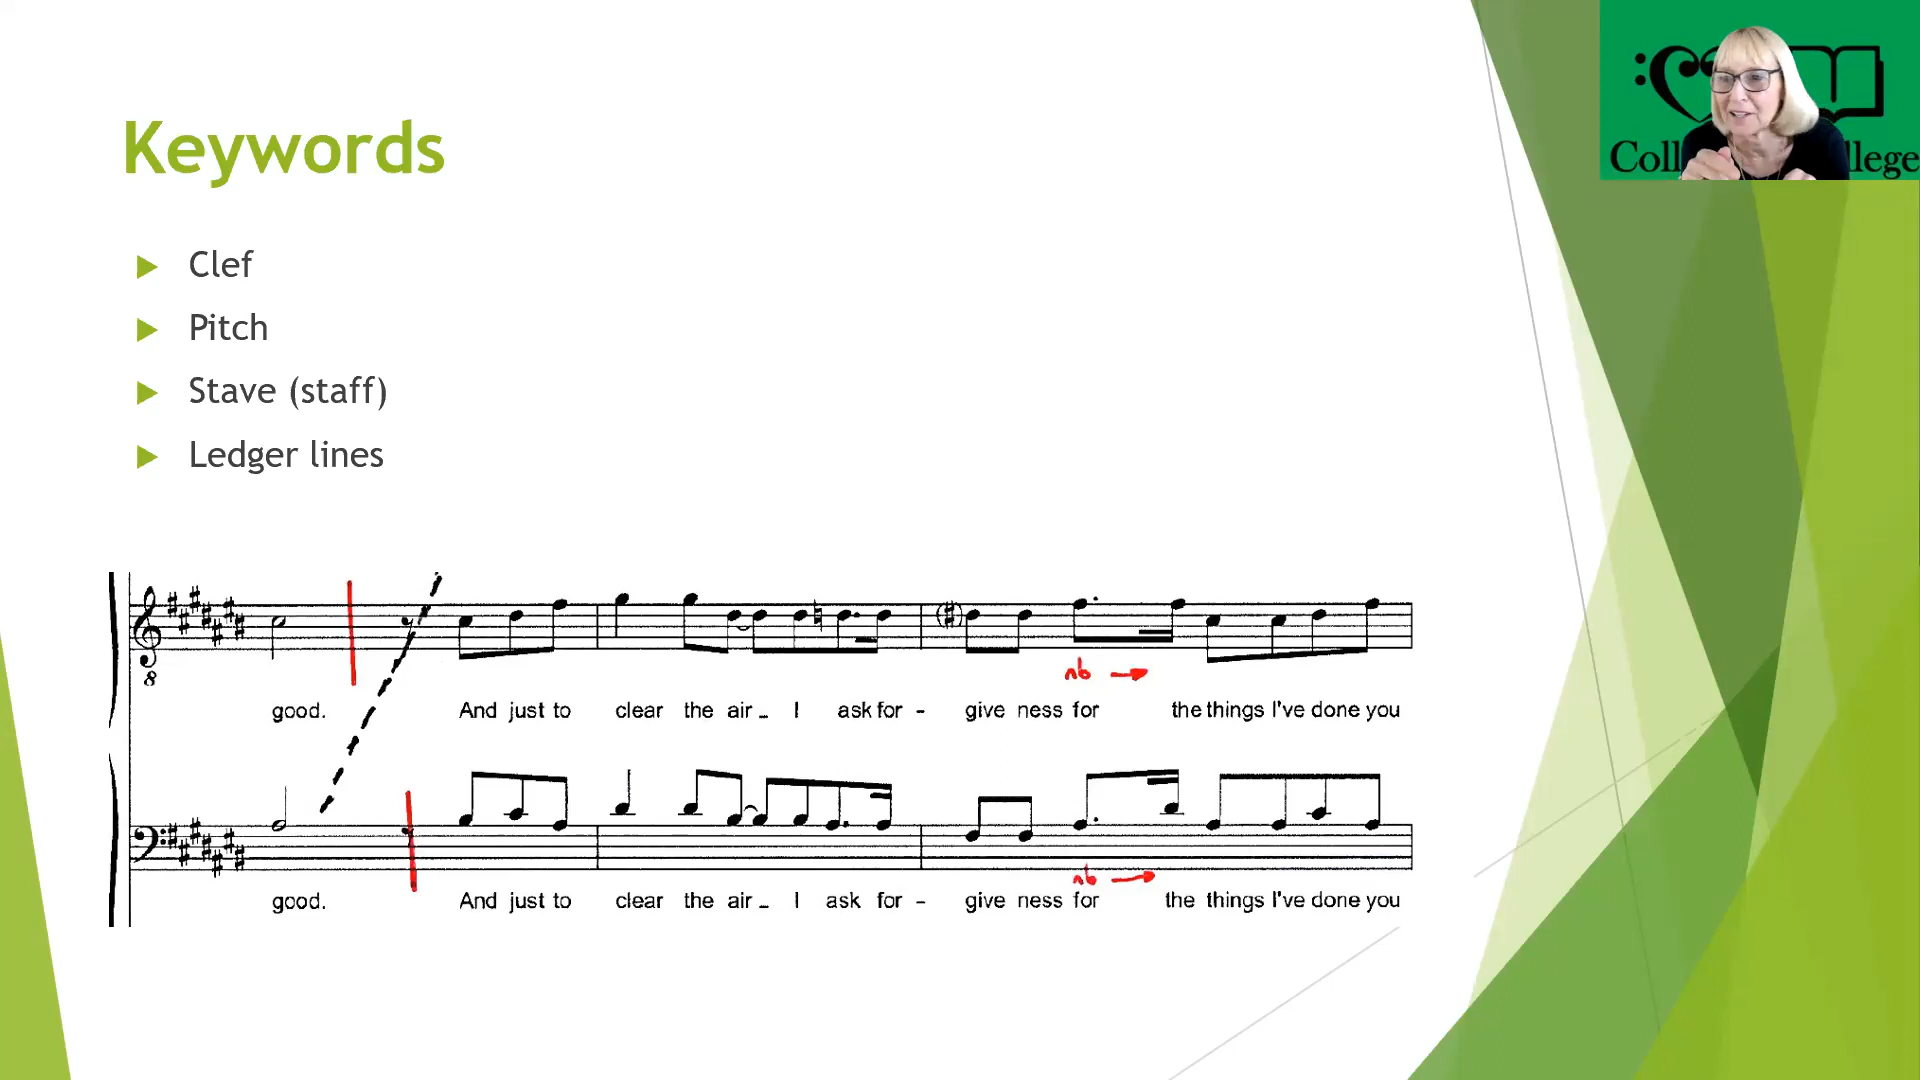 Keywords
Clef
Pitch
Stave (staff)
Ledger lines
8
nb
good. And just to clear the air I ask for - give ness for the things I've done you
nb
good. And just to clear the air I ask for - give ness for the things I've done you